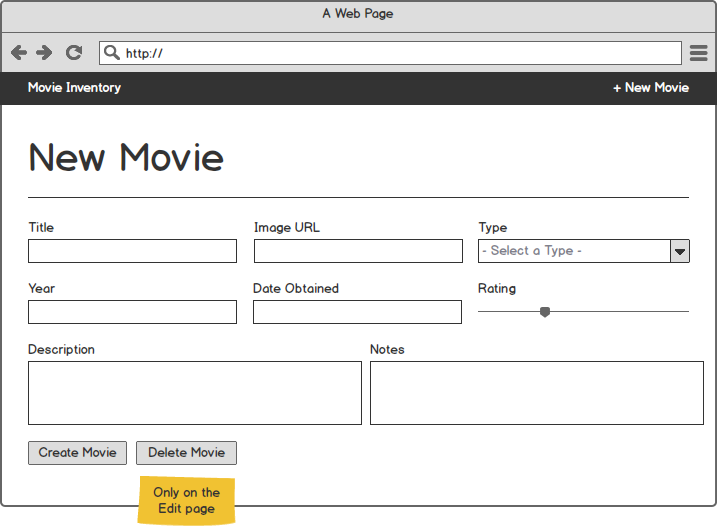 A Web Page
http://
Movie Inventory
+ New Movie
New Movie
Title
Image URL
Type
- Select a Type -
Year
Date Obtained
Rating
Description
Notes
Create Movie
Delete Movie
Only on the
Edit page